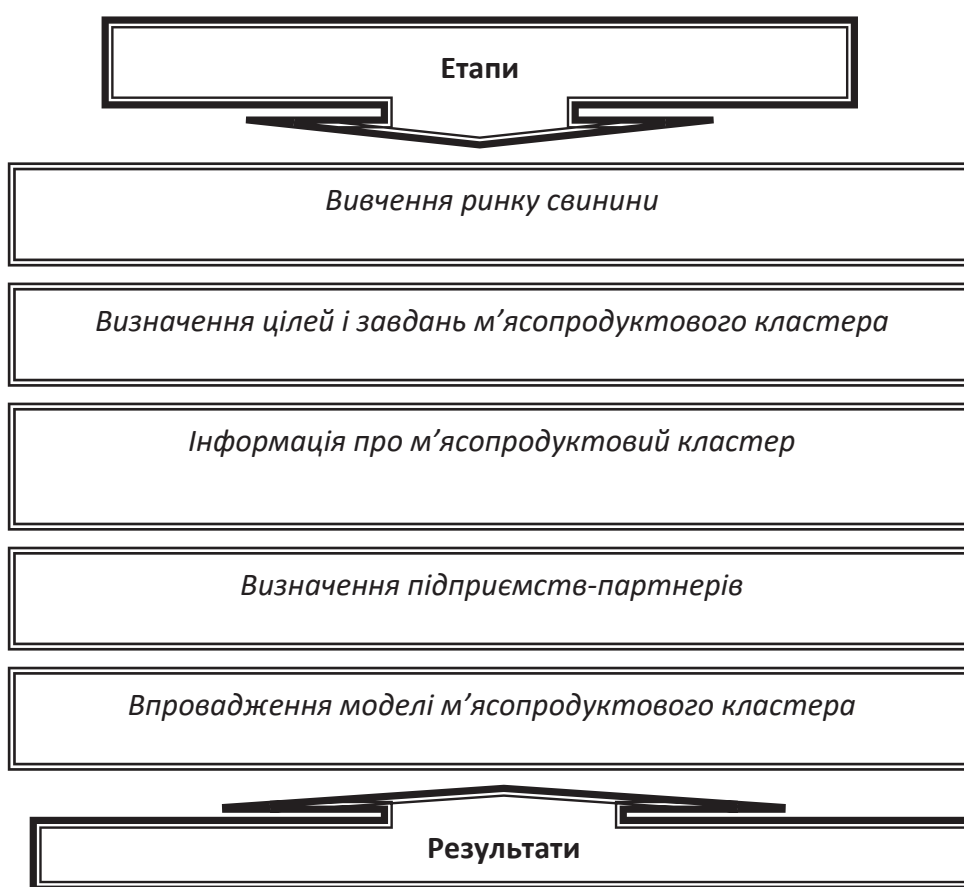 Етапи
Вивчення ринку свинини
Визначення цілей і завдань м’ясопродуктового кластера
Інформація про м’ясопродуктовий кластер
Визначення підприємств-партнерів
Впровадження моделі м’ясопродуктового кластера
Результати